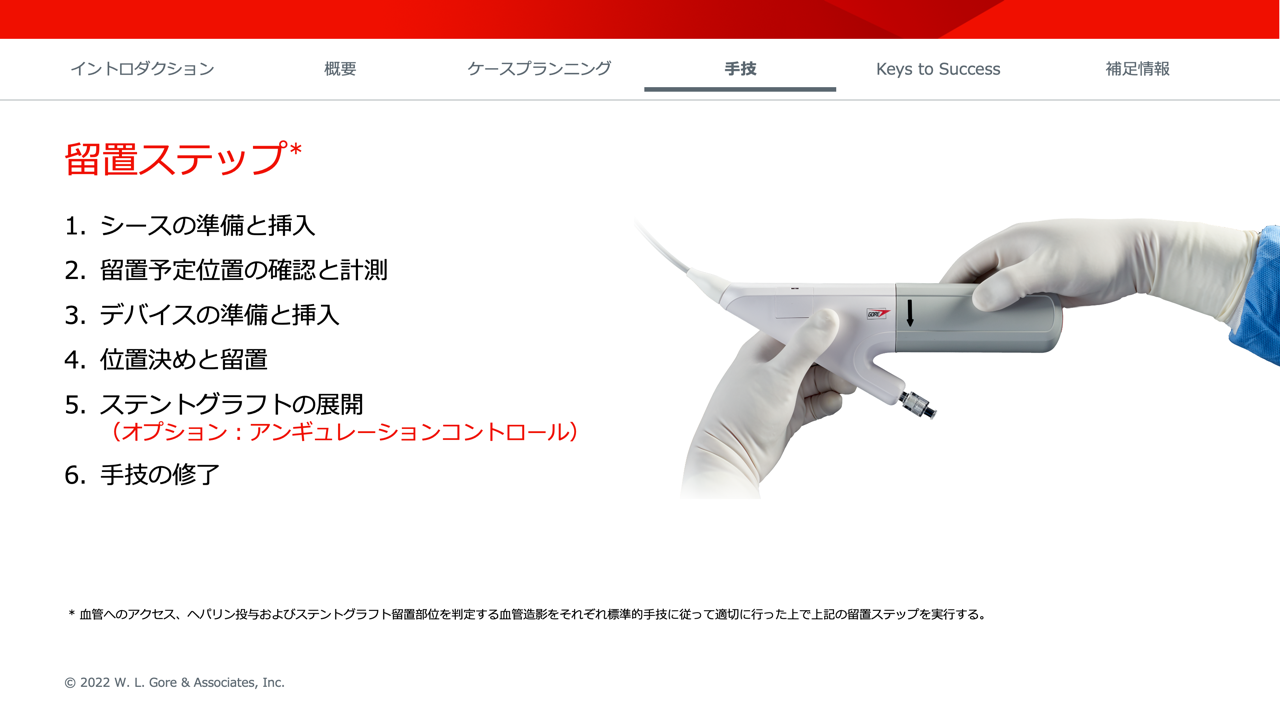 イントロダクション
概要
ケースプランニング
手技
Keys to Success
補足情報
留置ステップ*
1. シースの準備と挿入
2. 留置予定位置の確認と計測
3. デバイスの準備と挿入
4. 位置決めと留置
5. ステントグラフトの展開
（オプション：アンギュレーションコントロール）
6. 手技の修了
GORE
* 血管へのアクセス、ヘパリン投与およびステントグラフト留置部位を判定する血管造影をそれぞれ標準的手技に従って適切に行った上で上記の留置ステップを実行する。
© 2022 W. L. Gore & Associates, Inc.